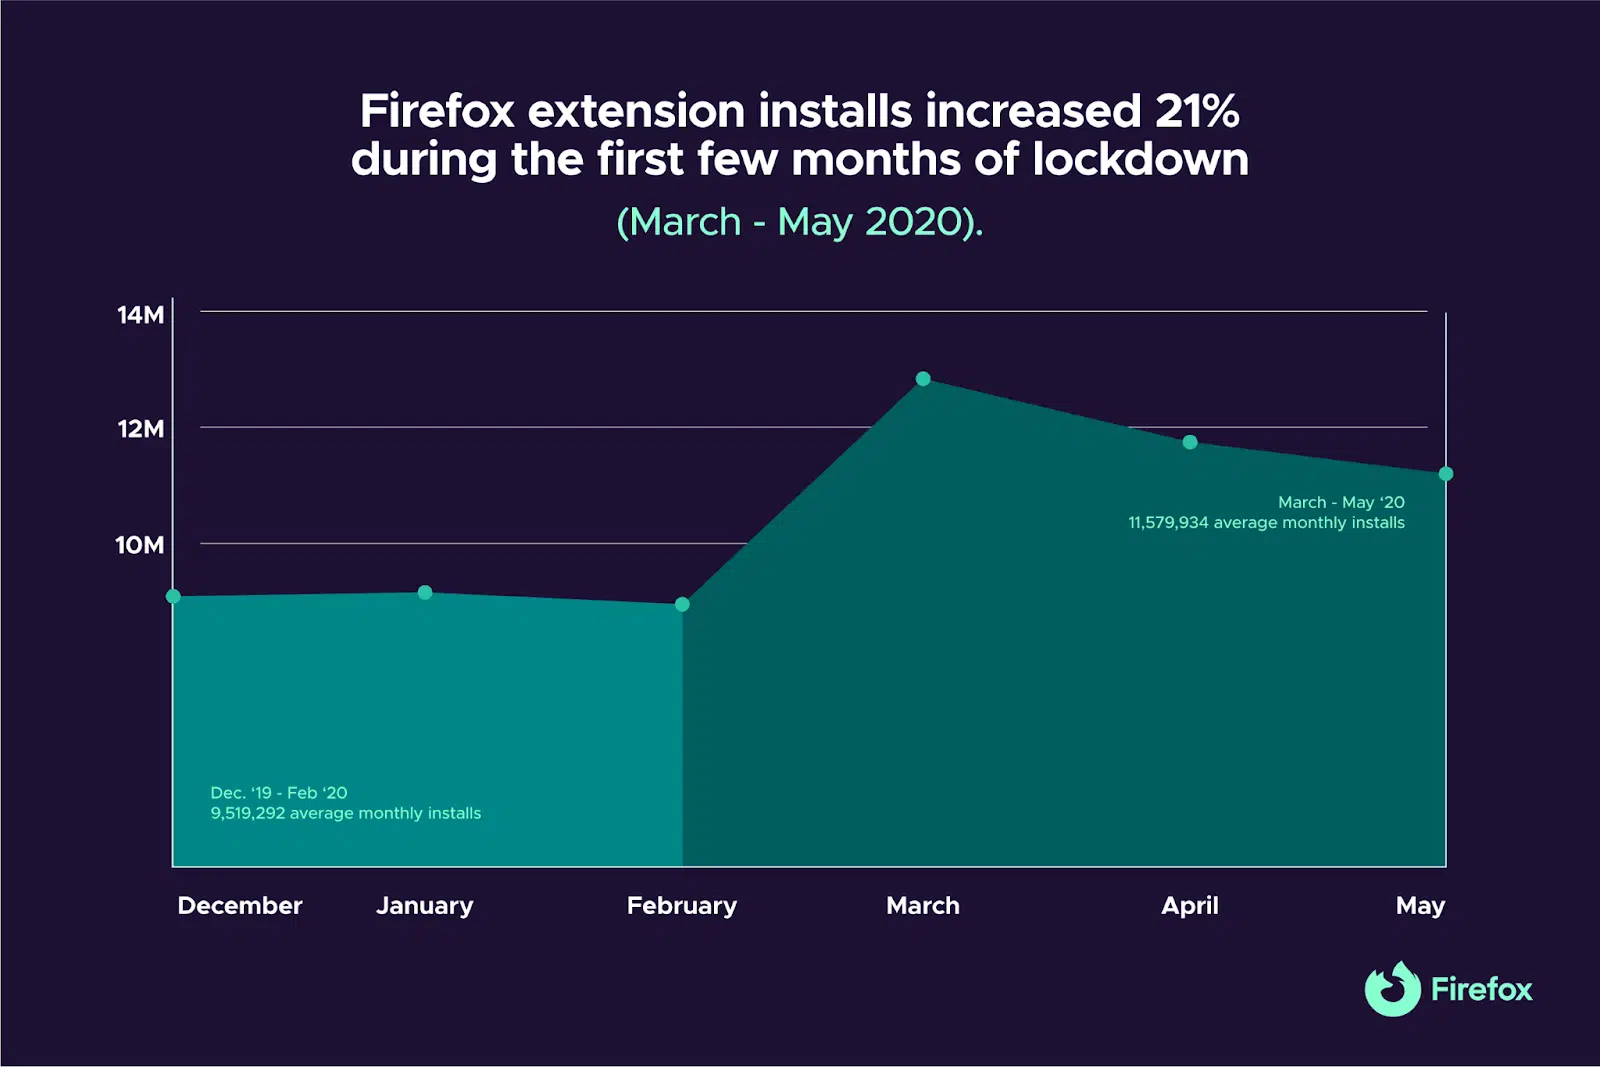 Firefox extension installs increased 21%
during the first few months of lockdown
(March - May 2020).
14M
12M
10M
March - May ‘20
11,579,934 average monthly installs
Dec. ‘19 - Feb ‘20
9,519,292 average monthly installs
December January February March April May
Firefox